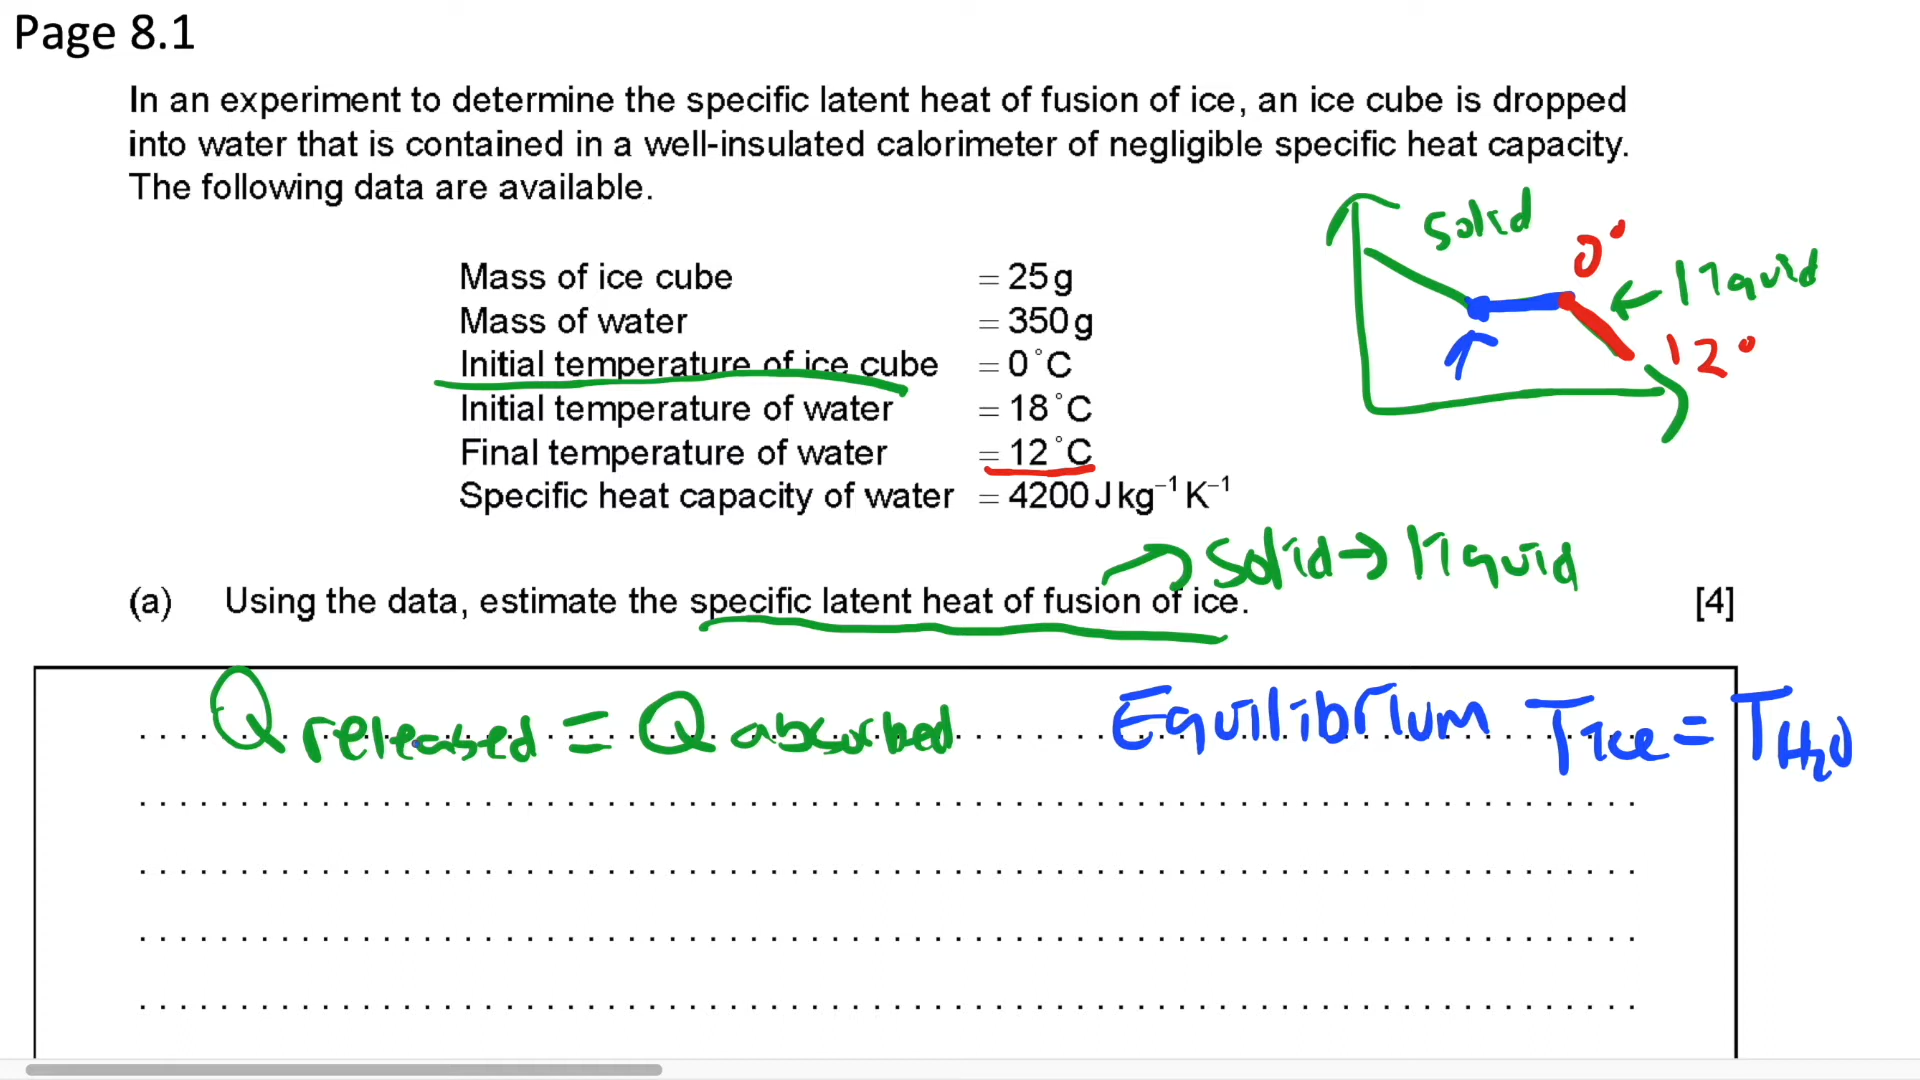 Page 8.1
In an experiment to determine the specific latent heat of fusion of ice, an ice cube is dropped
into water that is contained in a well-insulated calorimeter of negligible specific heat capacity.
The following data are available.
solid
0°
liquid
12°
Mass of ice cube = 25 g
Mass of water = 350 g
Initial temperature of ice cube = 0°C
Initial temperature of water = 18°C
Final temperature of water = 12°C
Specific heat capacity of water = 4200 J kg⁻¹ K⁻¹
solid → liquid
(a) Using the data, estimate the specific latent heat of fusion of ice. [4]
Q released = Q absorbed Equilibrium Tice = TH₂O